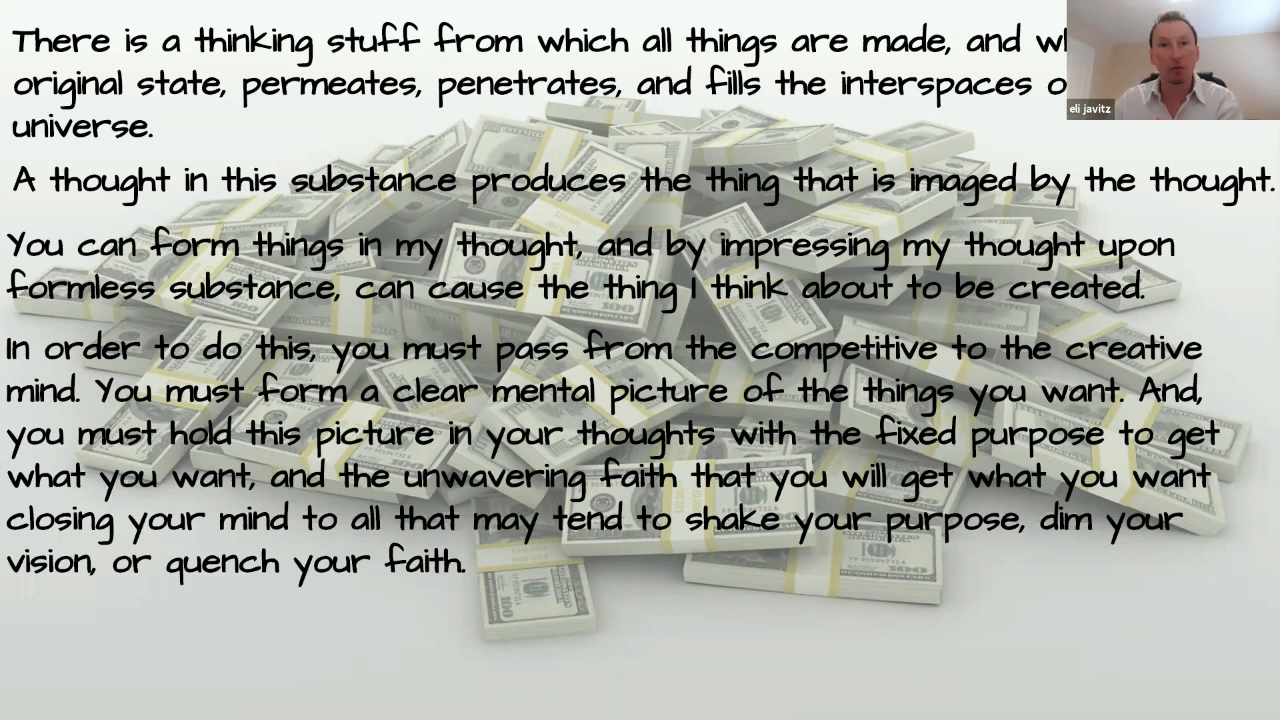 There is a thinking stuff from which all things are made, and
original state, permeates, penetrates, and fills the interspaces
universe.
eli javitz
A thought in this substance produces the thing that is imaged by the thought.
You can form things in my thought, and by impressing my thought upon
formless substance, can cause the thing I think about to be created.
In order to do this, you must pass from the competitive to the creative
mind. You must form a clear mental picture of the things you want. And,
you must hold this picture in your thoughts with the fixed purpose to get
what you want, and the unwavering faith that you will get what you want
closing your mind to all that may tend to shake your purpose, dim your
vision, or quench your faith.